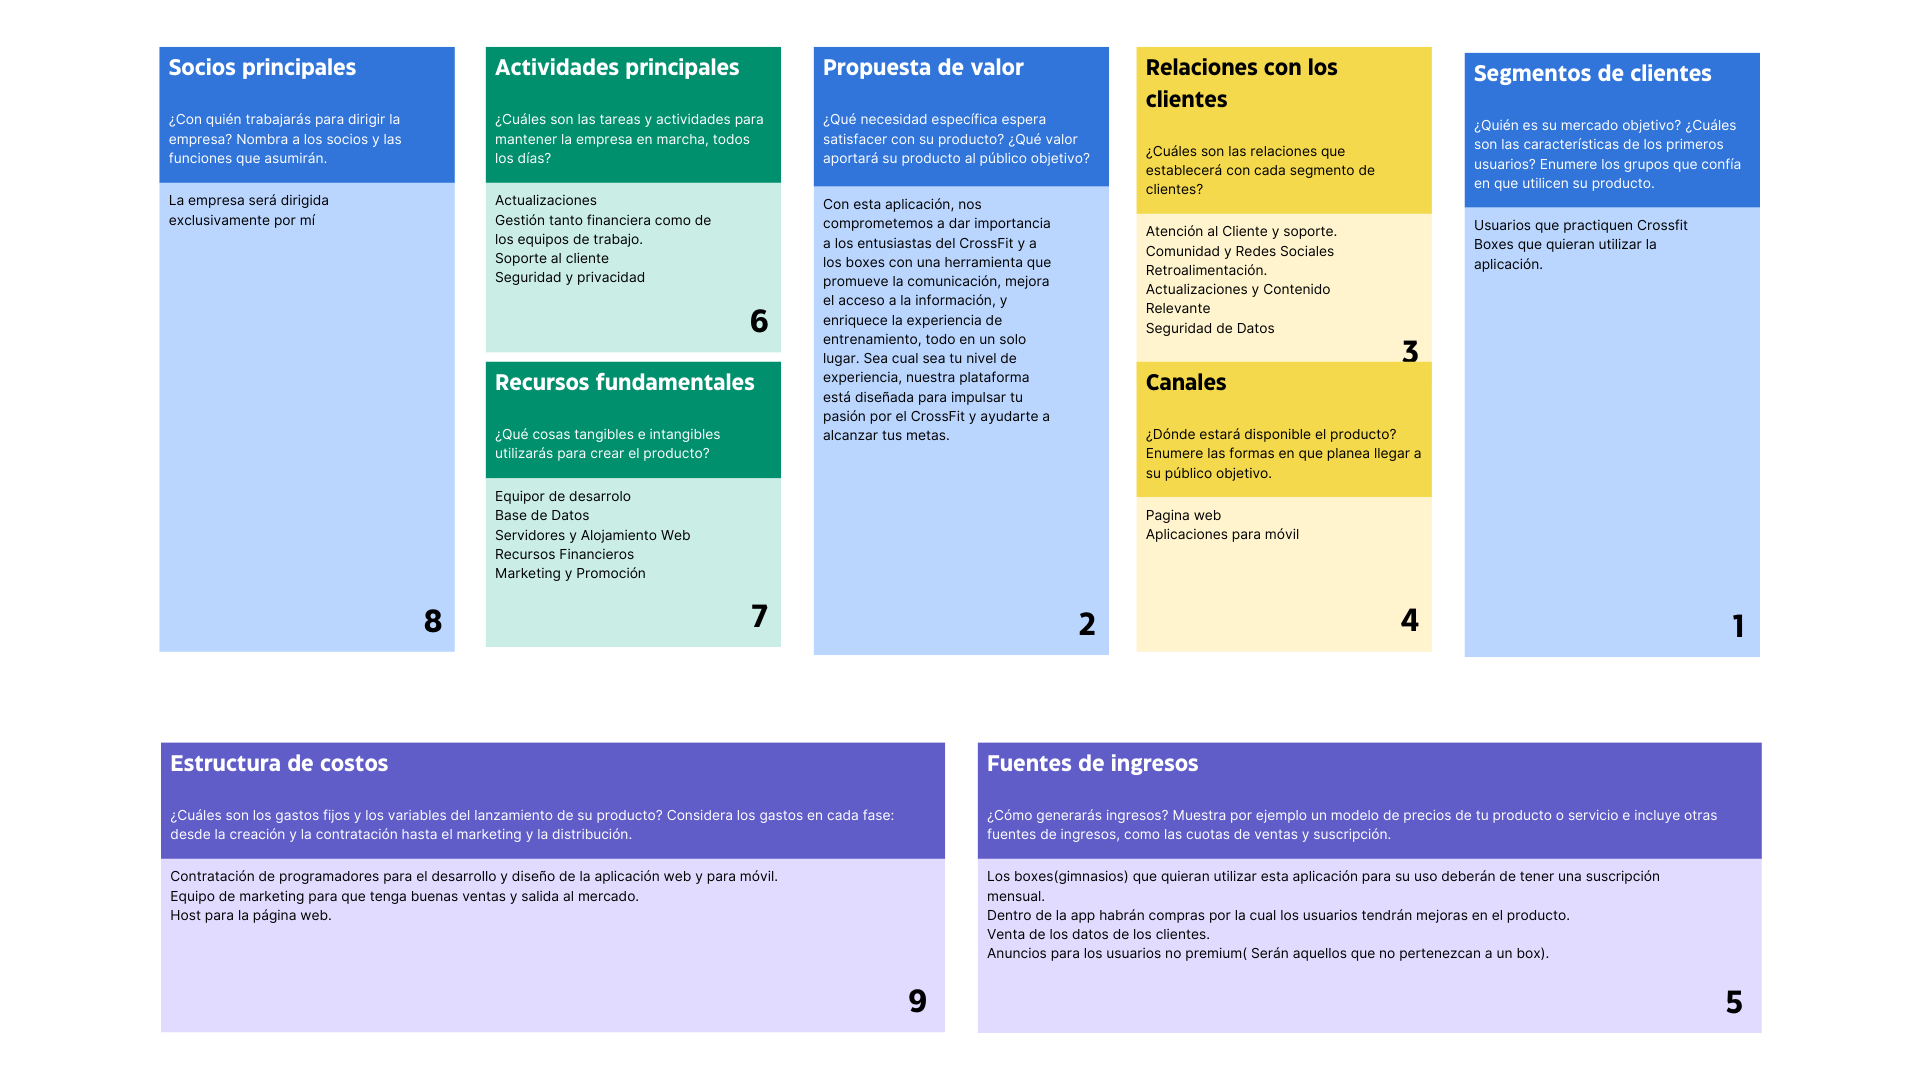 Socios principales
¿Con quién trabajarás para dirigir la
empresa? Nombra a los socios y las
funciones que asumirán.
La empresa será dirigida
exclusivamente por mí
8
Actividades principales
¿Cuáles son las tareas y actividades para
mantener la empresa en marcha, todos
los días?
Actualizaciones
Gestión tanto financiera como de
los equipos de trabajo.
Soporte al cliente
Seguridad y privacidad
6
Recursos fundamentales
¿Qué cosas tangibles e intangibles
utilizarás para crear el producto?
Equipor de desarrolo
Base de Datos
Servidores y Alojamiento Web
Recursos Financieros
Marketing y Promoción
7
Propuesta de valor
¿Qué necesidad específica espera
satisfacer con su producto? ¿Qué valor
aportará su producto al público objetivo?
Con esta aplicación, nos
comprometemos a dar importancia
a los entusiastas del CrossFit y a
los boxes con una herramienta que
promueve la comunicación, mejora
el acceso a la información, y
enriquece la experiencia de
entrenamiento, todo en un solo
lugar. Sea cual sea tu nivel de
experiencia, nuestra plataforma
está diseñada para impulsar tu
pasión por el CrossFit y ayudarte a
alcanzar tus metas.
2
Relaciones con los
clientes
¿Cuáles son las relaciones que
establecerá con cada segmento de
clientes?
Atención al Cliente y soporte.
Comunidad y Redes Sociales
Retroalimentación.
Actualizaciones y Contenido
Relevante
Seguridad de Datos
3
Canales
¿Dónde estará disponible el producto?
Enumere las formas en que planea llegar a
su público objetivo.
Pagina web
Aplicaciones para móvil
4
Segmentos de clientes
¿Quién es su mercado objetivo? ¿Cuáles
son las características de los primeros
usuarios? Enumere los grupos que confía
en que utilicen su producto.
Usuarios que practiquen Crossfit
Boxes que quieran utilizar la
aplicación.
1
Estructura de costos
¿Cuáles son los gastos fijos y los variables del lanzamiento de su producto? Considera los gastos en cada fase:
desde la creación y la contratación hasta el marketing y la distribución.
Contratación de programadores para el desarrollo y diseño de la aplicación web y para móvil.
Equipo de marketing para que tenga buenas ventas y salida al mercado.
Host para la página web.
9
Fuentes de ingresos
¿Cómo generarás ingresos? Muestra por ejemplo un modelo de precios de tu producto o servicio e incluye otras
fuentes de ingresos, como las cuotas de ventas y suscripción.
Los boxes(gimnasios) que quieran utilizar esta aplicación para su uso deberán de tener una suscripción
mensual.
Dentro de la app habrán compras por la cual los usuarios tendrán mejoras en el producto.
Venta de los datos de los clientes.
Anuncios para los usuarios no premium( Serán aquellos que no pertenezcan a un box).
5